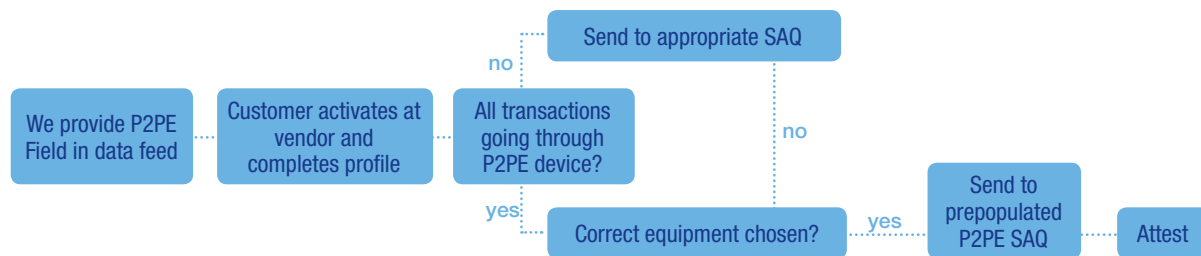 We provide P2PE
Field in data feed
Customer activates at
vendor and
completes profile
All transactions
going through
P2PE device?
no
Send to appropriate SAQ
no
yes
Correct equipment chosen?
yes
Send to
prepopulated
P2PE SAQ
Attest